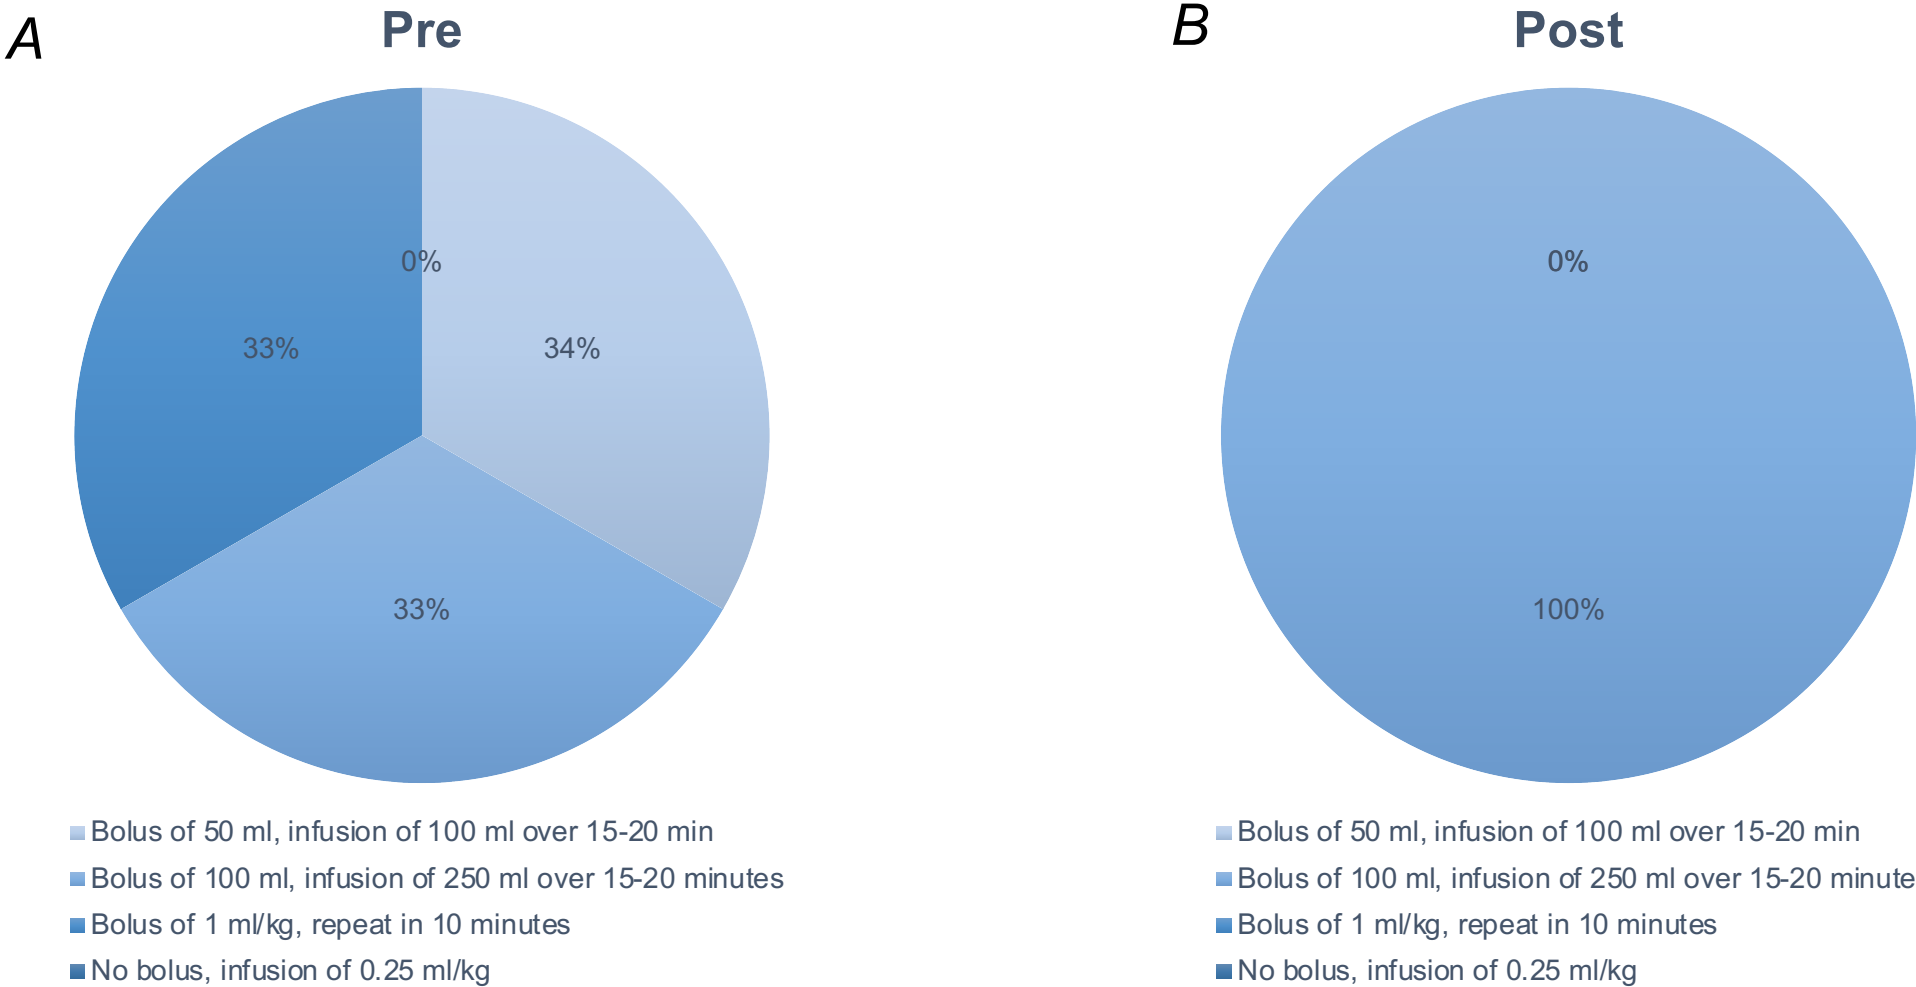 A
Pre
0%
33%
34%
33%
Bolus of 50 ml, infusion of 100 ml over 15-20 min
Bolus of 100 ml, infusion of 250 ml over 15-20 minutes
Bolus of 1 ml/kg, repeat in 10 minutes
No bolus, infusion of 0.25 ml/kg
B
Post
0%
100%
Bolus of 50 ml, infusion of 100 ml over 15-20 min
Bolus of 100 ml, infusion of 250 ml over 15-20 minute
Bolus of 1 ml/kg, repeat in 10 minutes
No bolus, infusion of 0.25 ml/kg